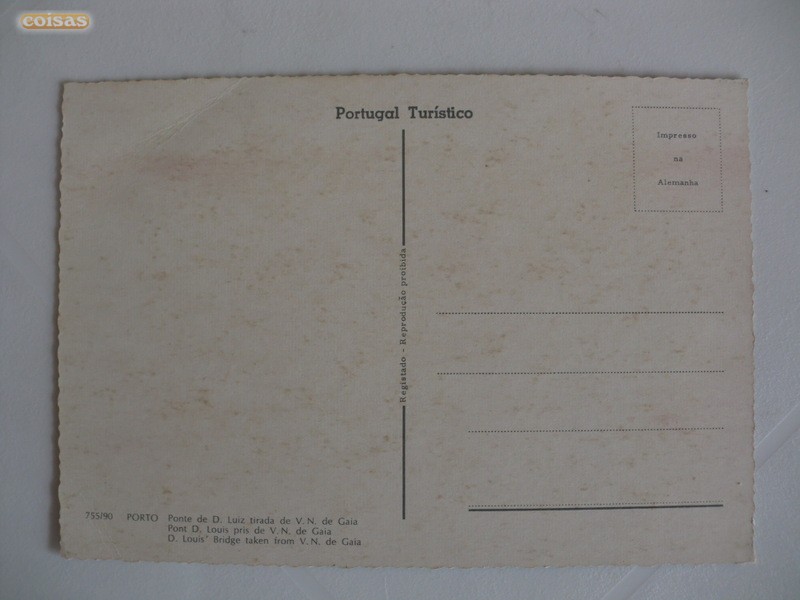 coisas
Portugal Turístico
Impresso
na
Alemanha
Registado - Reprodução proibida
755/90 PORTO Ponte de D. Luiz tirada de V. N. de Gaia
Pont D. Louis pris de V. N. de Gaia
D. Louis' Bridge taken from V. N. de Gaia